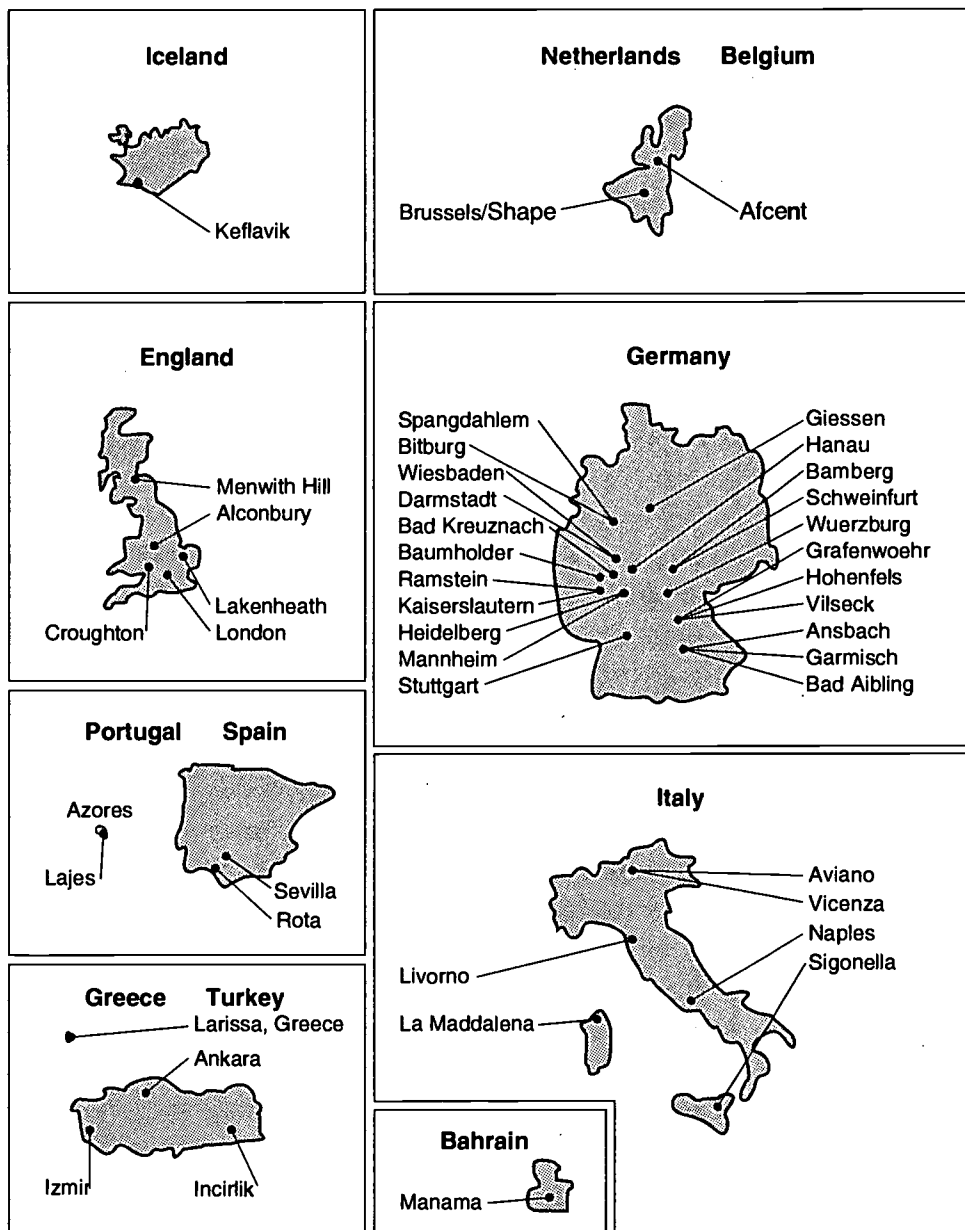 Iceland
Keflavik
Netherlands Belgium
Brussels/Shape
Afcent
England
Menwith Hill
Alconbury
Lakenheath
Croughton
London
Germany
Spangdahlem
Bitburg
Wiesbaden
Darmstadt
Bad Kreuznach
Baumholder
Ramstein
Kaiserslautern
Heidelberg
Mannheim
Stuttgart
Giessen
Hanau
Bamberg
Schweinfurt
Wuerzburg
Grafenwoehr
Hohenfels
Vilseck
Ansbach
Garmisch
Bad Aibling
Portugal Spain
Azores
Lajes
Sevilla
Rota
Italy
Aviano
Vicenza
Naples
Sigonella
Livorno
La Maddalena
Greece Turkey
Larissa, Greece
Ankara
Izmir
Incirlik
Bahrain
Manama